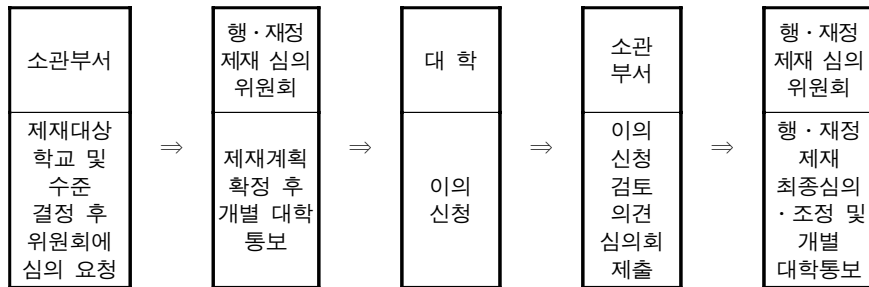 소관부서
제재대상
학교 및
수준
결정 후
위원회에
심의 요청
⇒
행·재정
제재 심의
위원회
제재계획
확정 후
개별 대학
통보
⇒
대 학
이의
신청
⇒
소관
부서
이의
신청
검토
의견
심의회
제출
⇒
행·재정
제재 심의
위원회
행·재정
제재
최종심의
·조정 및
개별
대학통보